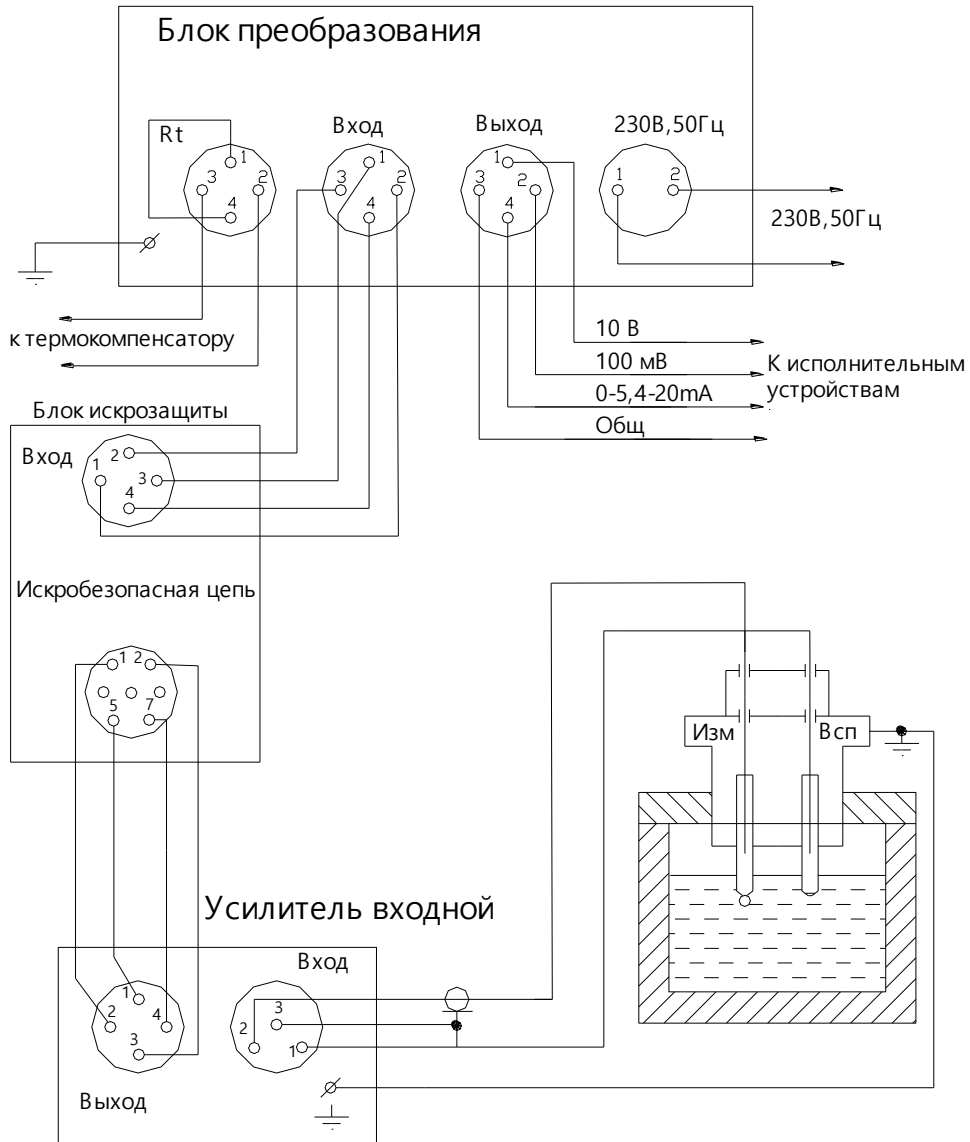 Блок преобразования
Rt
Вход
Выход
230В,50Гц
1
3 2
4
1
3 2
4
1
3 2
4
1 2
230В,50Гц
к термокомпенсатору
10 В
100 мВ
0-5,4-20mA
Общ
К исполнительным
устройствам
Блок искрозащиты
Вход
2
1 3
4
Искробезопасная цепь
1 2
5 7
Изм Всп
Усилитель входной
Вход
1
2 4
3
3
2 1
Выход